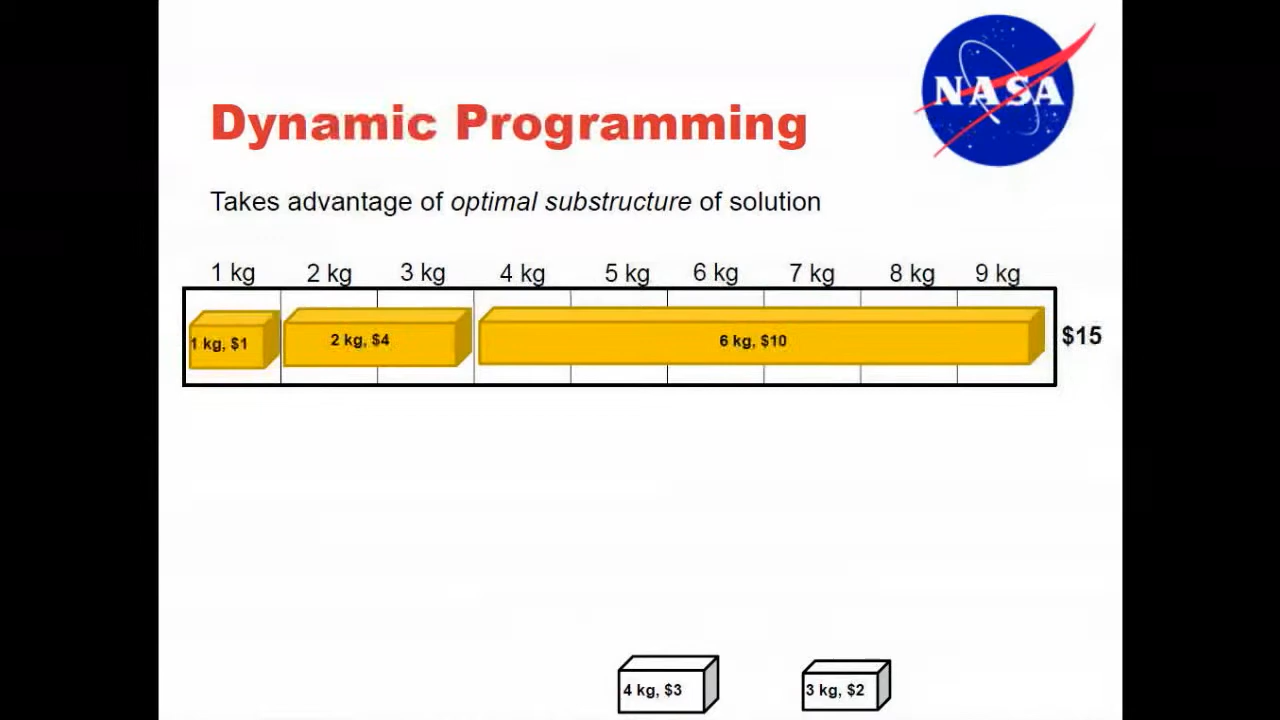 NASA
Dynamic Programming
Takes advantage of optimal substructure of solution
1 kg 2 kg 3 kg 4 kg 5 kg 6 kg 7 kg 8 kg 9 kg
1 kg, $1 2 kg, $4 6 kg, $10 $15
4 kg, $3 3 kg, $2